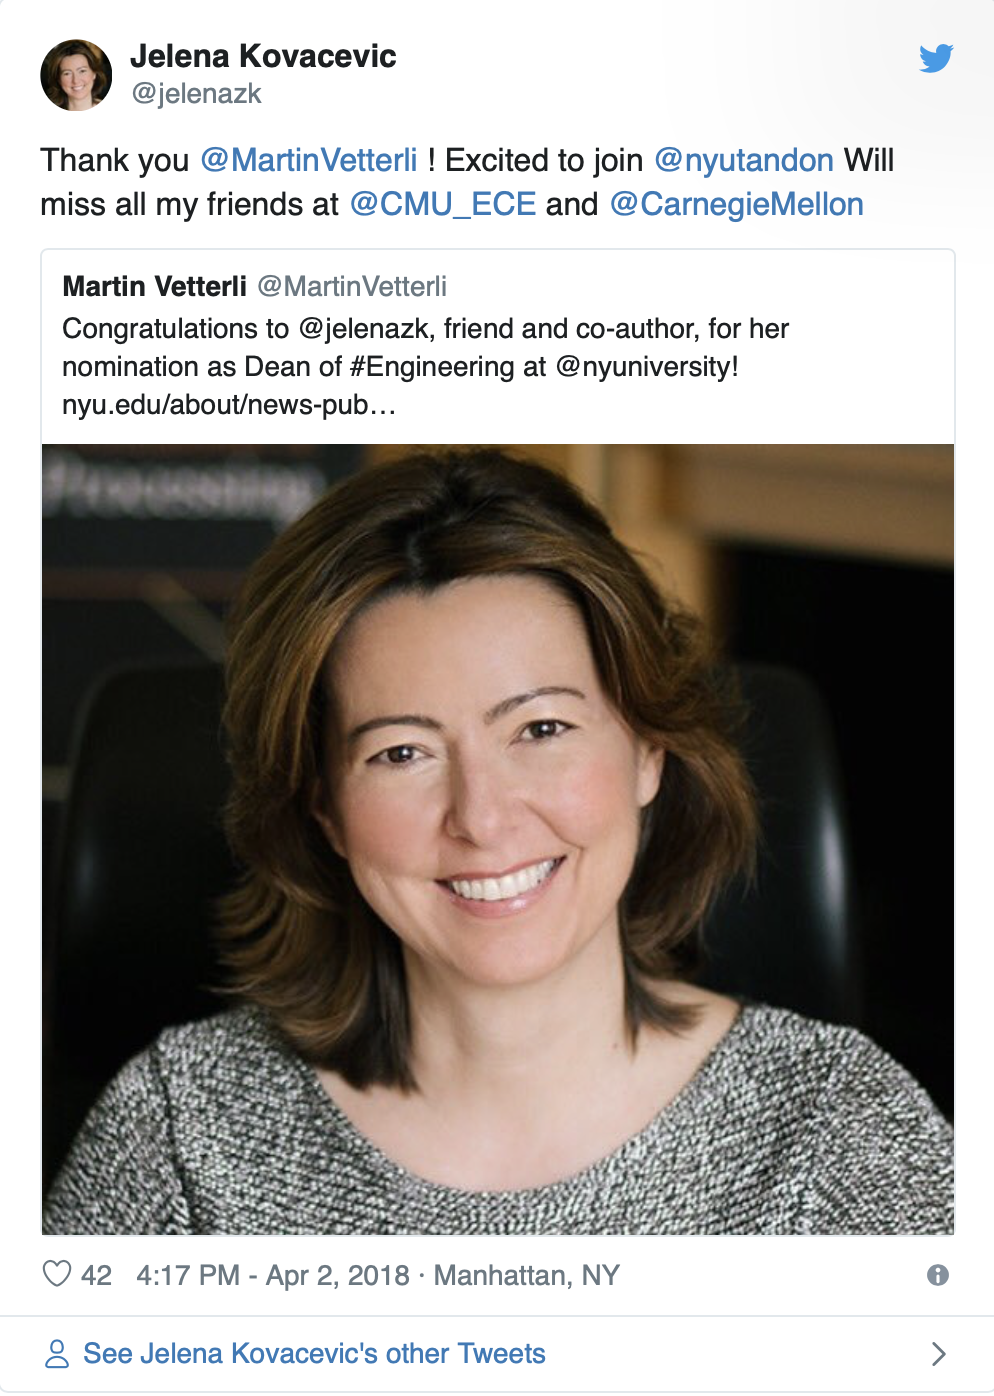 Jelena Kovacevic
@jelenazk
Thank you @MartinVetterli ! Excited to join @nyutandon Will
miss all my friends at @CMU_ECE and @CarnegieMellon
Martin Vetterli @MartinVetterli
Congratulations to @jelenazk, friend and co-author, for her
nomination as Dean of #Engineering at @nyuniversity!
nyu.edu/about/news-pub…
Processing
42 4:17 PM - Apr 2, 2018 · Manhattan, NY
See Jelena Kovacevic's other Tweets